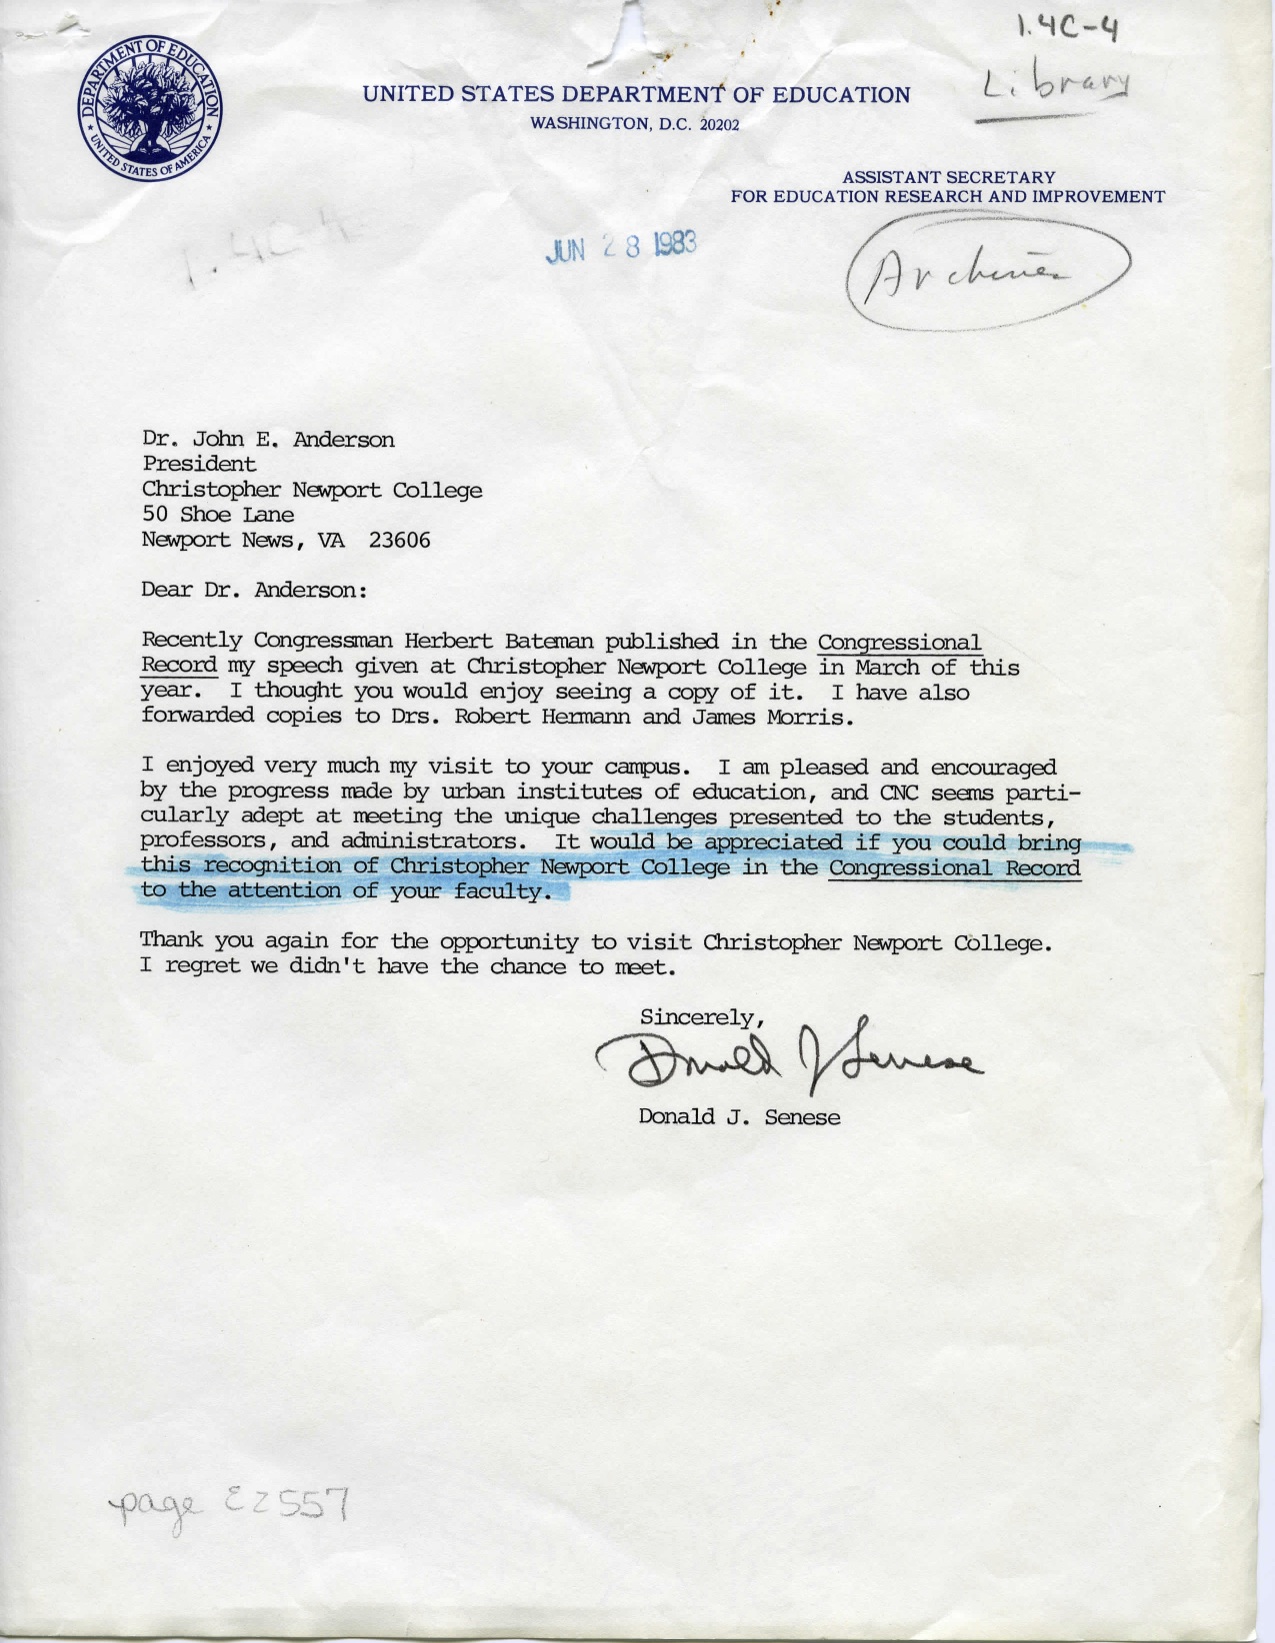 1.4C-4
Library
DEPARTMENT OF EDUCATION
UNITED STATES OF AMERICA
UNITED STATES DEPARTMENT OF EDUCATION
WASHINGTON, D.C. 20202
ASSISTANT SECRETARY
FOR EDUCATION RESEARCH AND IMPROVEMENT
1.4C-4
JUN 28 1983
Archives
Dr. John E. Anderson
President
Christopher Newport College
50 Shoe Lane
Newport News, VA 23606
Dear Dr. Anderson:
Recently Congressman Herbert Bateman published in the Congressional
Record my speech given at Christopher Newport College in March of this
year. I thought you would enjoy seeing a copy of it. I have also
forwarded copies to Drs. Robert Hermann and James Morris.
I enjoyed very much my visit to your campus. I am pleased and encouraged
by the progress made by urban institutes of education, and CNC seems parti-
cularly adept at meeting the unique challenges presented to the students,
professors, and administrators. It would be appreciated if you could bring
this recognition of Christopher Newport College in the Congressional Record
to the attention of your faculty.
Thank you again for the opportunity to visit Christopher Newport College.
I regret we didn't have the chance to meet.
Sincerely,
Donald J Senese
Donald J. Senese
page E2557